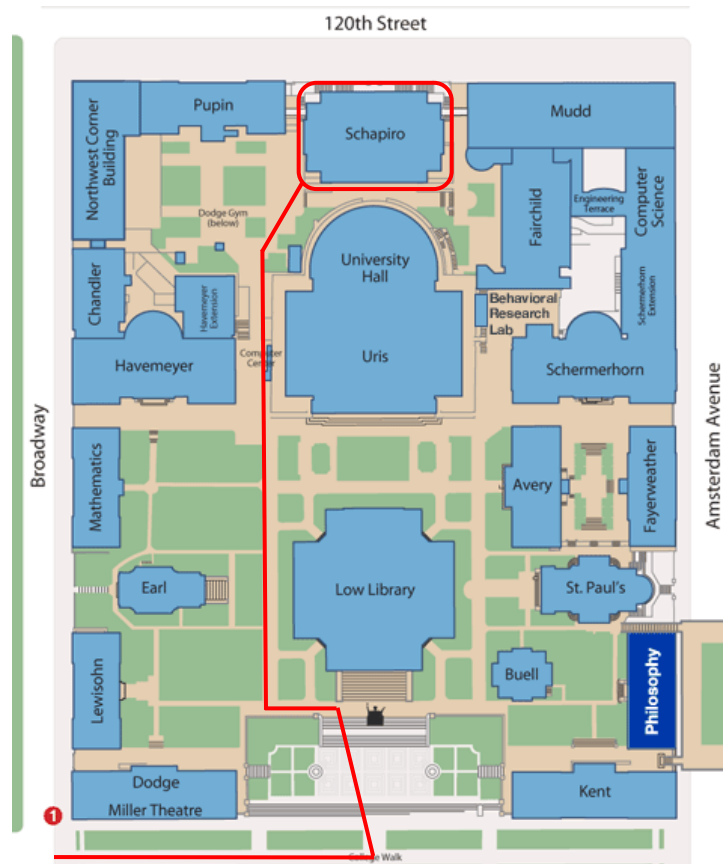 120th Street
Pupin
Schapiro
Mudd
Northwest Corner
Building
Dodge Gym
(below)
University
Hall
Fairchild
Engineering
Terrace
Computer
Science
Chandler
Havemeyer
Extension
Behavioral
Research
Lab
Schermerhorn
Extension
Computer
Center
Havemeyer
Uris
Schermerhorn
Broadway
Amsterdam Avenue
Mathematics
Avery
Fayerweather
Earl
Low Library
St. Paul's
Lewisohn
Buell
Philosophy
Dodge
Miller Theatre
Kent
1
College Walk